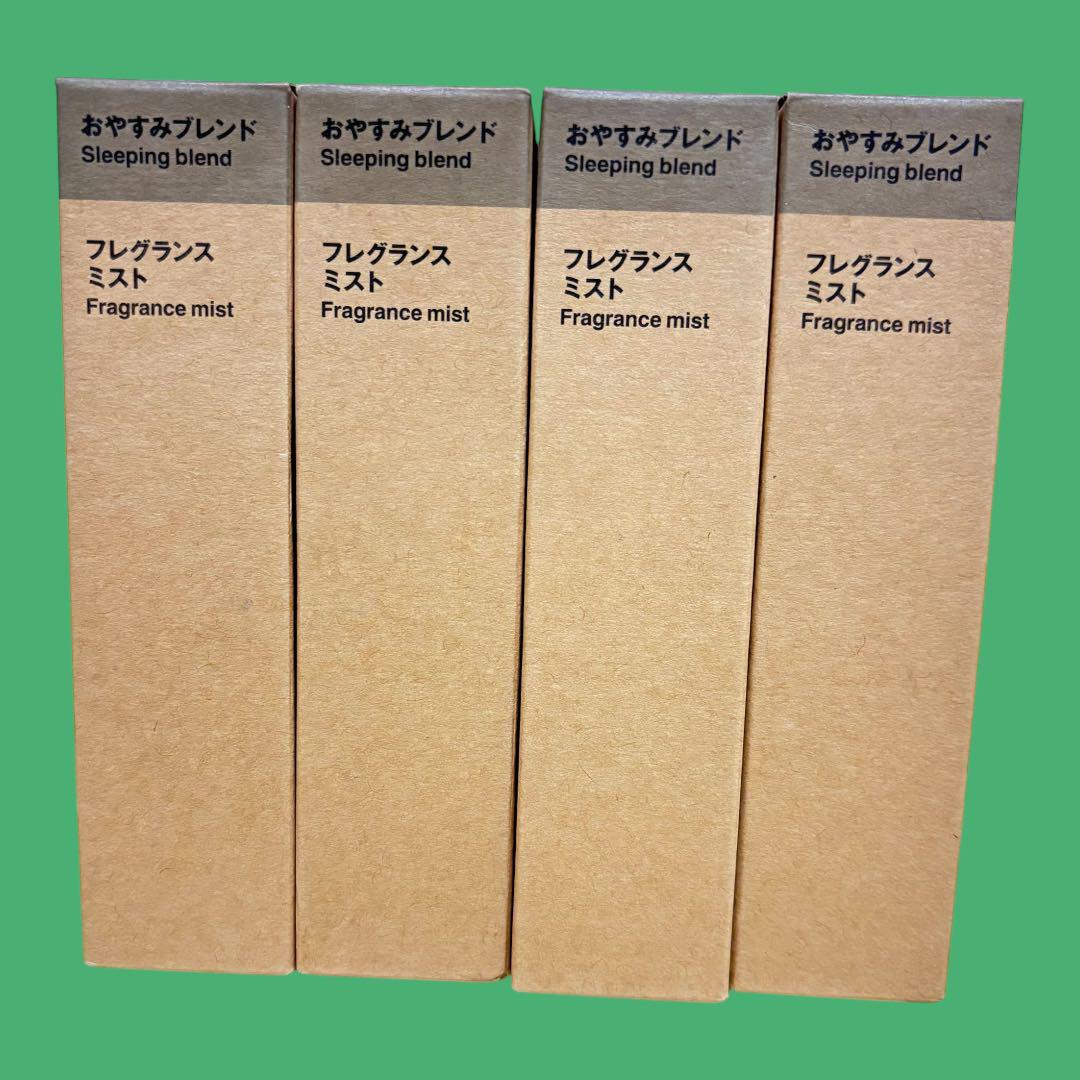 おやすみブレンド
Sleeping blend
フレグランス
ミスト
Fragrance mist
おやすみブレンド
Sleeping blend
フレグランス
ミスト
Fragrance mist
おやすみブレンド
Sleeping blend
フレグランス
ミスト
Fragrance mist
おやすみブレンド
Sleeping blend
フレグランス
ミスト
Fragrance mist